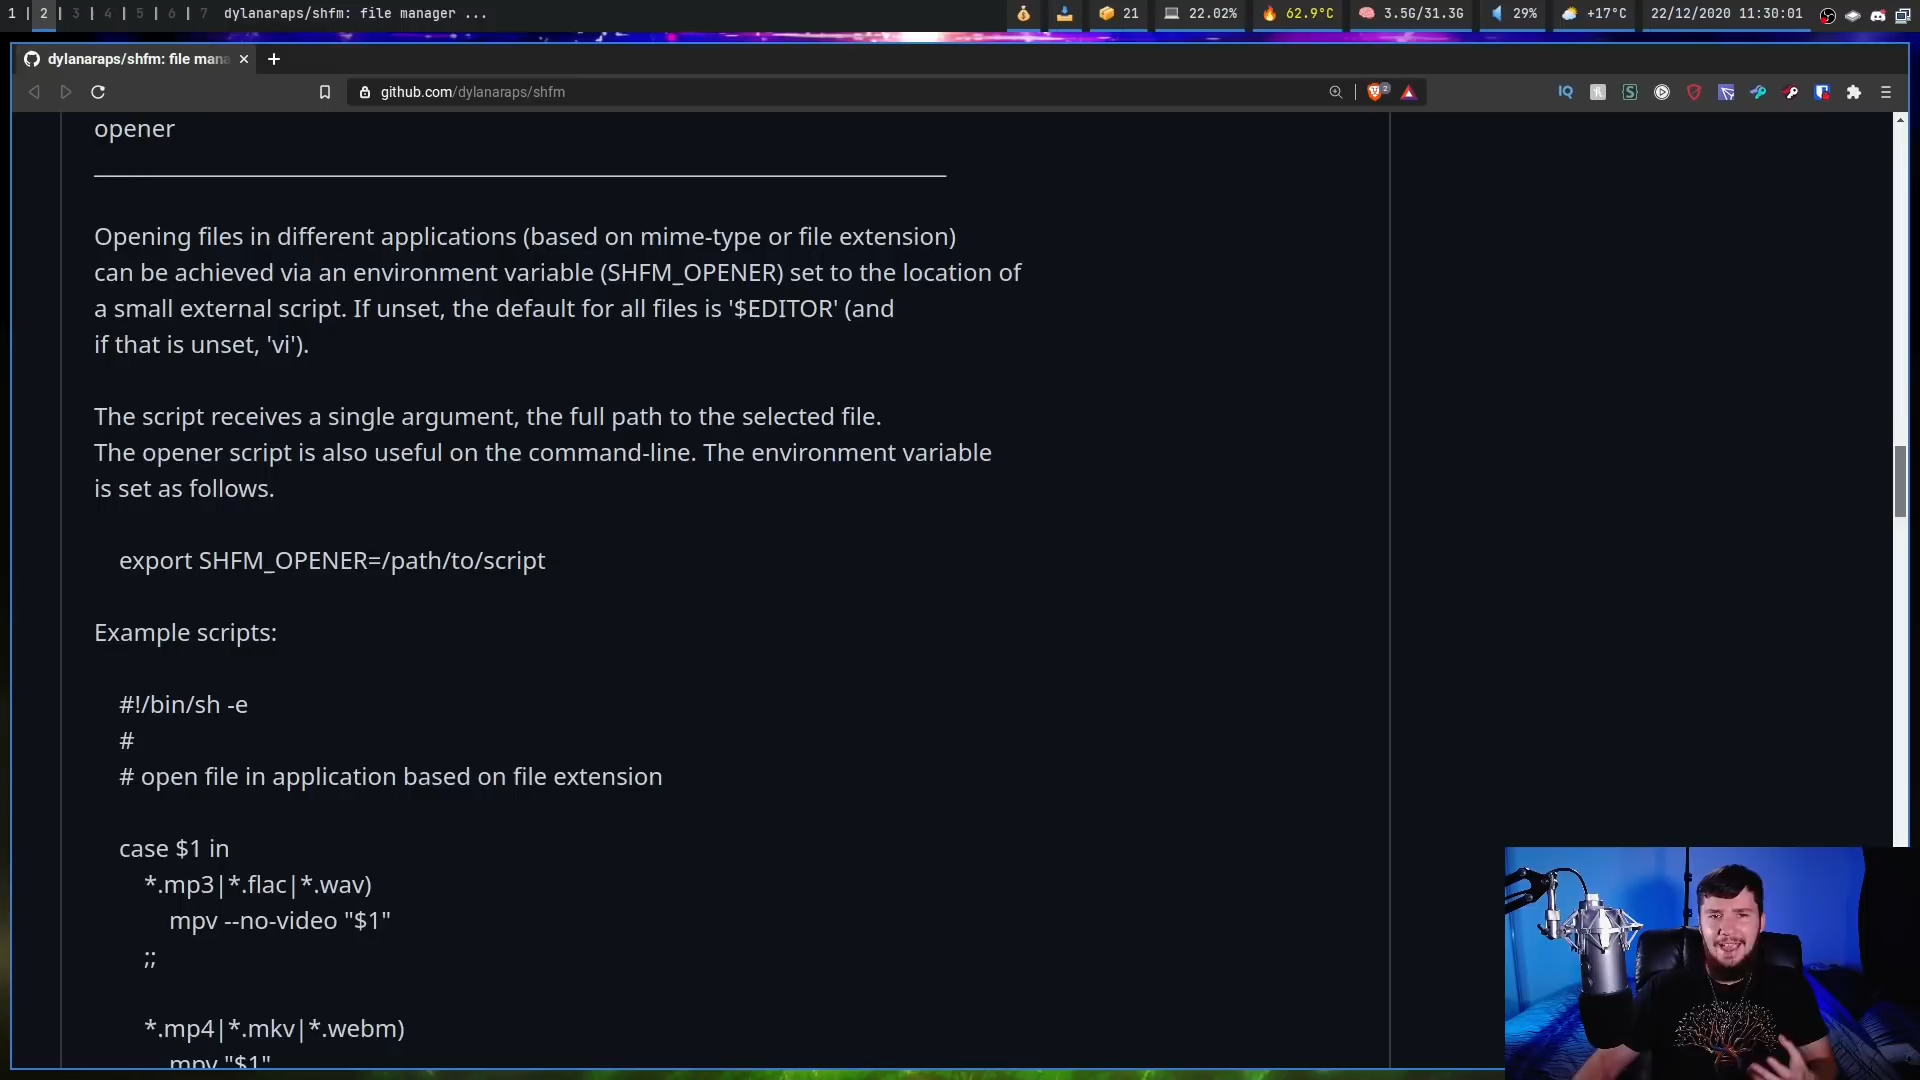 1 | 2 | 3 | 4 | 5 | 6 | 7 dylanaraps/shfm: file manager ... 21 22.02% 62.9°C 3.5G/31.3G 29% +17°C 22/12/2020 11:30:01
dylanaraps/shfm: file mana
github.com/dylanaraps/shfm 2 IQ
opener
Opening files in different applications (based on mime-type or file extension)
can be achieved via an environment variable (SHFM_OPENER) set to the location of
a small external script. If unset, the default for all files is '$EDITOR' (and
if that is unset, 'vi').
The script receives a single argument, the full path to the selected file.
The opener script is also useful on the command-line. The environment variable
is set as follows.
export SHFM_OPENER=/path/to/script
Example scripts:
#!/bin/sh -e
#
# open file in application based on file extension
case $1 in
*.mp3|*.flac|*.wav)
mpv --no-video "$1"
;;
*.mp4|*.mkv|*.webm)
mpv "$1"